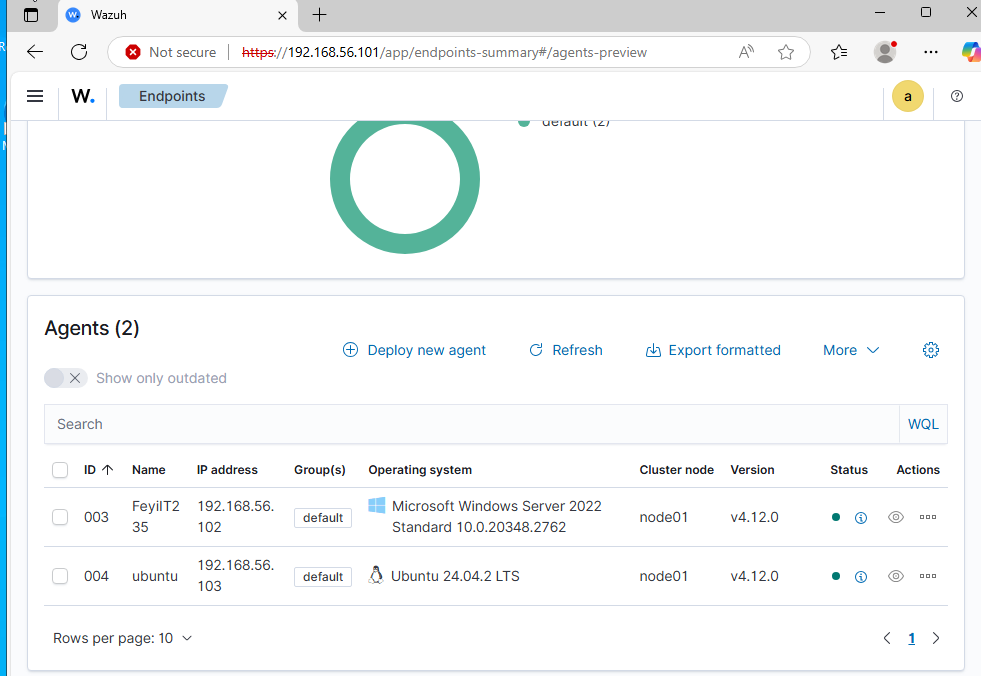 Wazuh
Not secure https://192.168.56.101/app/endpoints-summary#/agents-preview
W. Endpoints a
default (2)
Agents (2)
Deploy new agent Refresh Export formatted More
Show only outdated
Search WQL
ID Name IP address Group(s) Operating system Cluster node Version Status Actions
003 FeyiIT2 192.168.56. default Microsoft Windows Server 2022 node01 v4.12.0
35 102 Standard 10.0.20348.2762
004 ubuntu 192.168.56. default Ubuntu 24.04.2 LTS node01 v4.12.0
103
Rows per page: 10 1